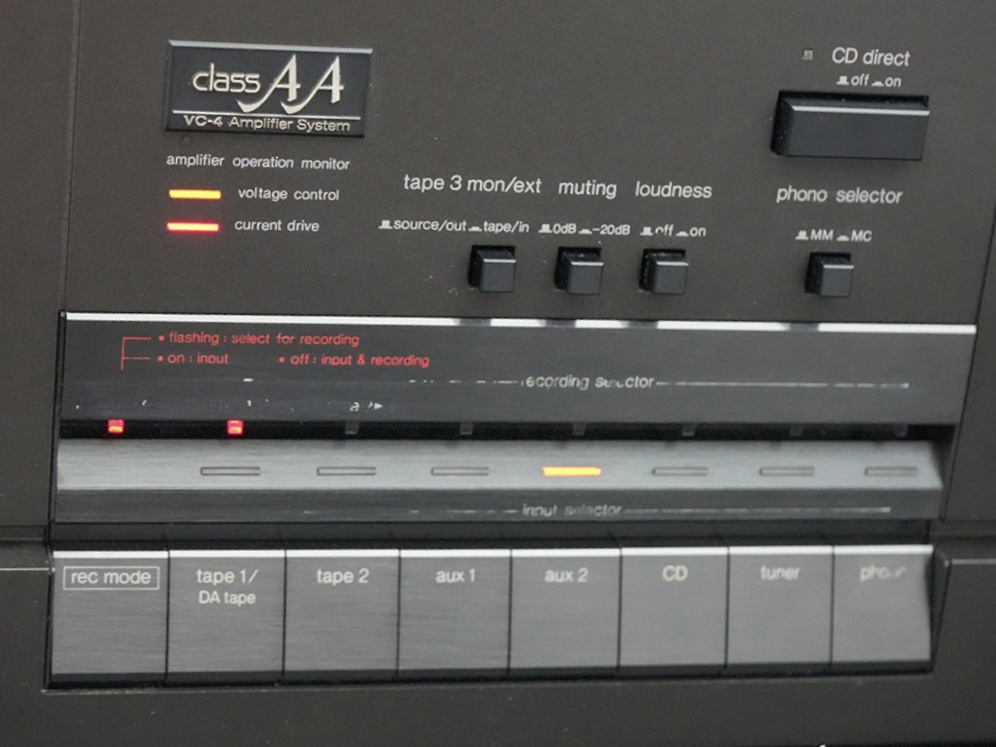 class AA
VC-4 Amplifier System
CD direct
off on
amplifier operation monitor
voltage control
current drive
tape 3 mon/ext muting loudness
source/out tape/in 0dB -20dB off on
phono selector
MM MC
• flashing : select for recording
• on : input • off : input & recording
selector
input selector
rec mode
tape 1/
DA tape
tape 2
aux 1
aux 2
CD
tuner